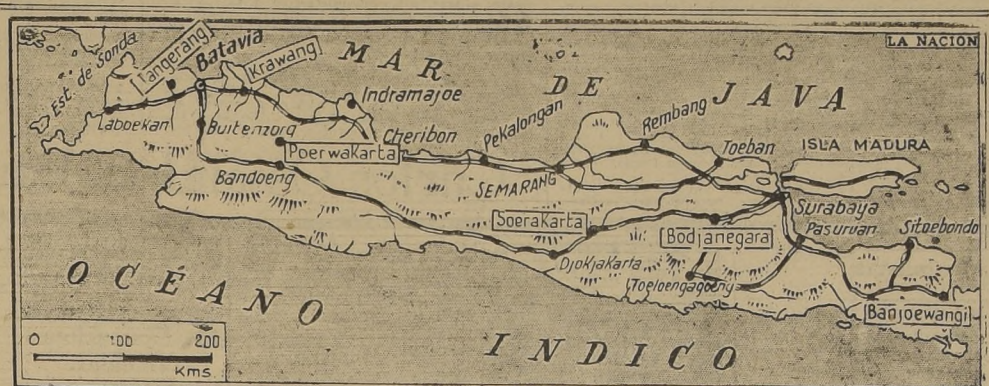 LA NACION
Est. de Sonda
Tangerang
Batavia
Krawang
MAR
DE
JAVA
Indramajoe
Laboekan
Buitenzorg
Cheribon
Pekalongan
Rembang
Toeban
ISLA MADURA
Poerwakarta
Bandoeng
SEMARANG
Soerakarta
Bodjanegara
Surabaya
Pasuruan
Sitoebondo
Djokjakarta
Toeloengagoeng
Banjoewangi
OCÉANO
INDICO
0 100 200
Kms.